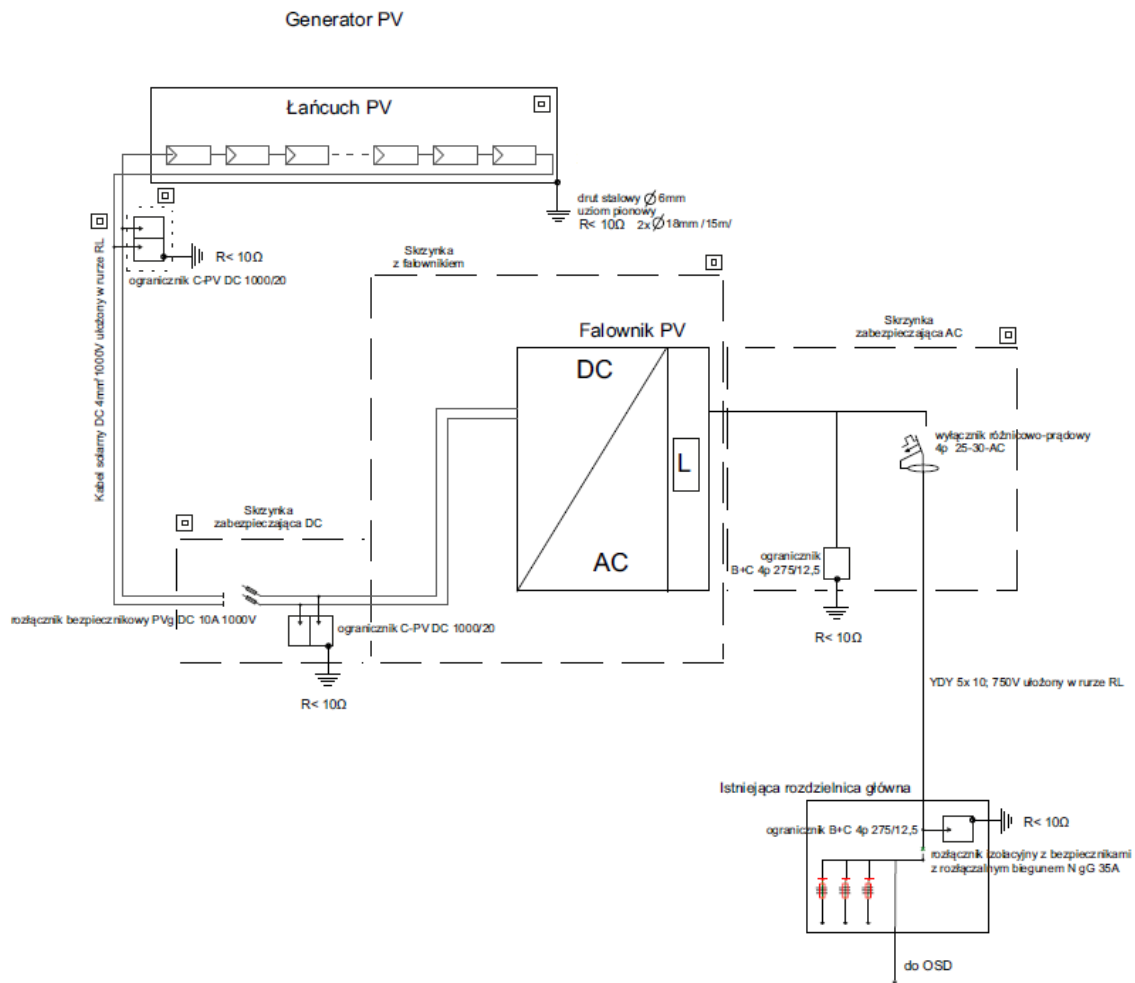 Generator PV
Łańcuch PV
drut stalowy Ø 6mm
uziom pionowy
R< 10Ω 2x Ø 18mm /15m/
Kabel solarny DC 4mm² 1000V ułożony w rurze RL
R< 10Ω
ogranicznik C-PV DC 1000/20
Skrzynka
z falownikiem
Falownik PV
DC
AC
L
Skrzynka
zabezpieczająca AC
wyłącznik różnicowo-prądowy
4p 25-30-AC
Skrzynka
zabezpieczająca DC
ogranicznik
B+C 4p 275/12,5
R< 10Ω
rozłącznik bezpiecznikowy PVg DC 10A 1000V
ogranicznik C-PV DC 1000/20
R< 10Ω
YDY 5x 10; 750V ułożony w rurze RL
Istniejąca rozdzielnica główna
ogranicznik B+C 4p 275/12,5
R< 10Ω
rozłącznik izolacyjny z bezpiecznikami
z rozłączalnym biegunem N gG 35A
do OSD